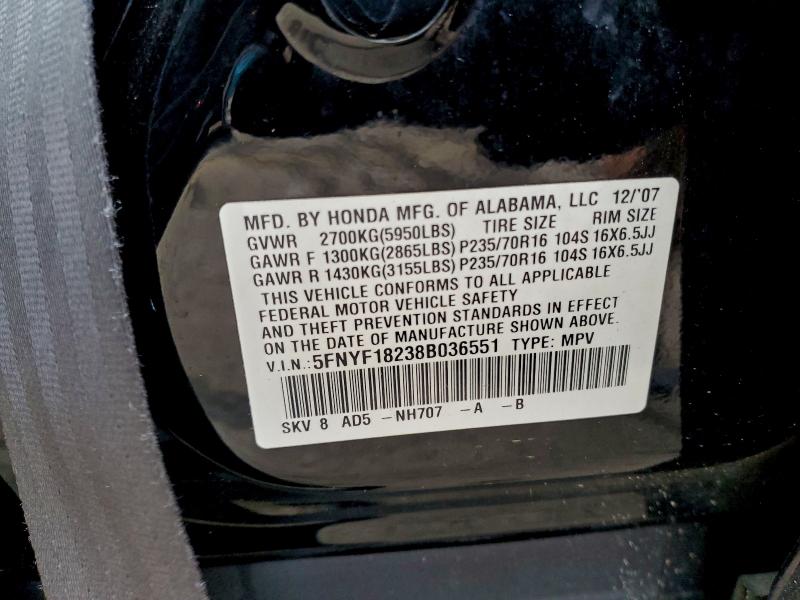 MFD. BY HONDA MFG. OF ALABAMA, LLC 12/'07
GVWR 2700KG(5950LBS) TIRE SIZE RIM SIZE
GAWR F 1300KG(2865LBS) P235/70R16 104S 16X6.5JJ
GAWR R 1430KG(3155LBS) P235/70R16 104S 16X6.5JJ
THIS VEHICLE CONFORMS TO ALL APPLICABLE
FEDERAL MOTOR VEHICLE SAFETY
AND THEFT PREVENTION STANDARDS IN EFFECT
ON THE DATE OF MANUFACTURE SHOWN ABOVE.
V.I.N.: 5FNYF18238B036551 TYPE: MPV
SKV 8 AD5 -NH707 -A -B